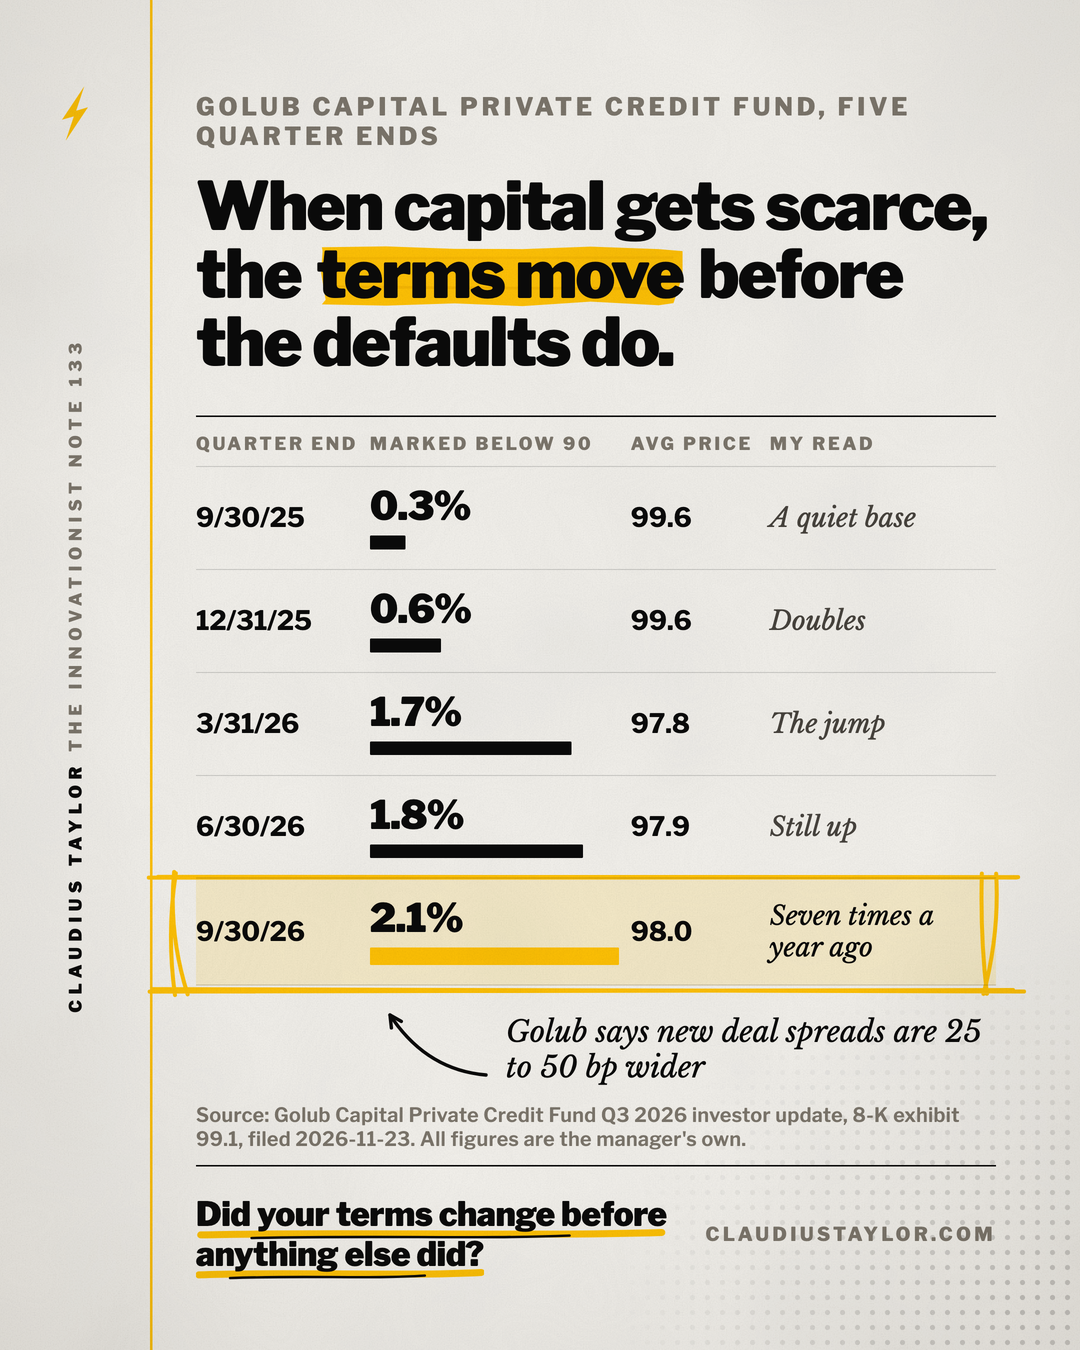 GOLUB CAPITAL PRIVATE CREDIT FUND, FIVE
QUARTER ENDS
When capital gets scarce,
the terms move before
the defaults do.
QUARTER END MARKED BELOW 90 AVG PRICE MY READ
9/30/25 0.3% 99.6 A quiet base
12/31/25 0.6% 99.6 Doubles
3/31/26 1.7% 97.8 The jump
6/30/26 1.8% 97.9 Still up
9/30/26 2.1% 98.0 Seven times a
year ago
Golub says new deal spreads are 25
to 50 bp wider
Source: Golub Capital Private Credit Fund Q3 2026 investor update, 8-K exhibit
99.1, filed 2026-11-23. All figures are the manager's own.
Did your terms change before
anything else did?
CLAUDIUSTAYLOR.COM
CLAUDIUS TAYLOR THE INNOVATIONIST NOTE 133